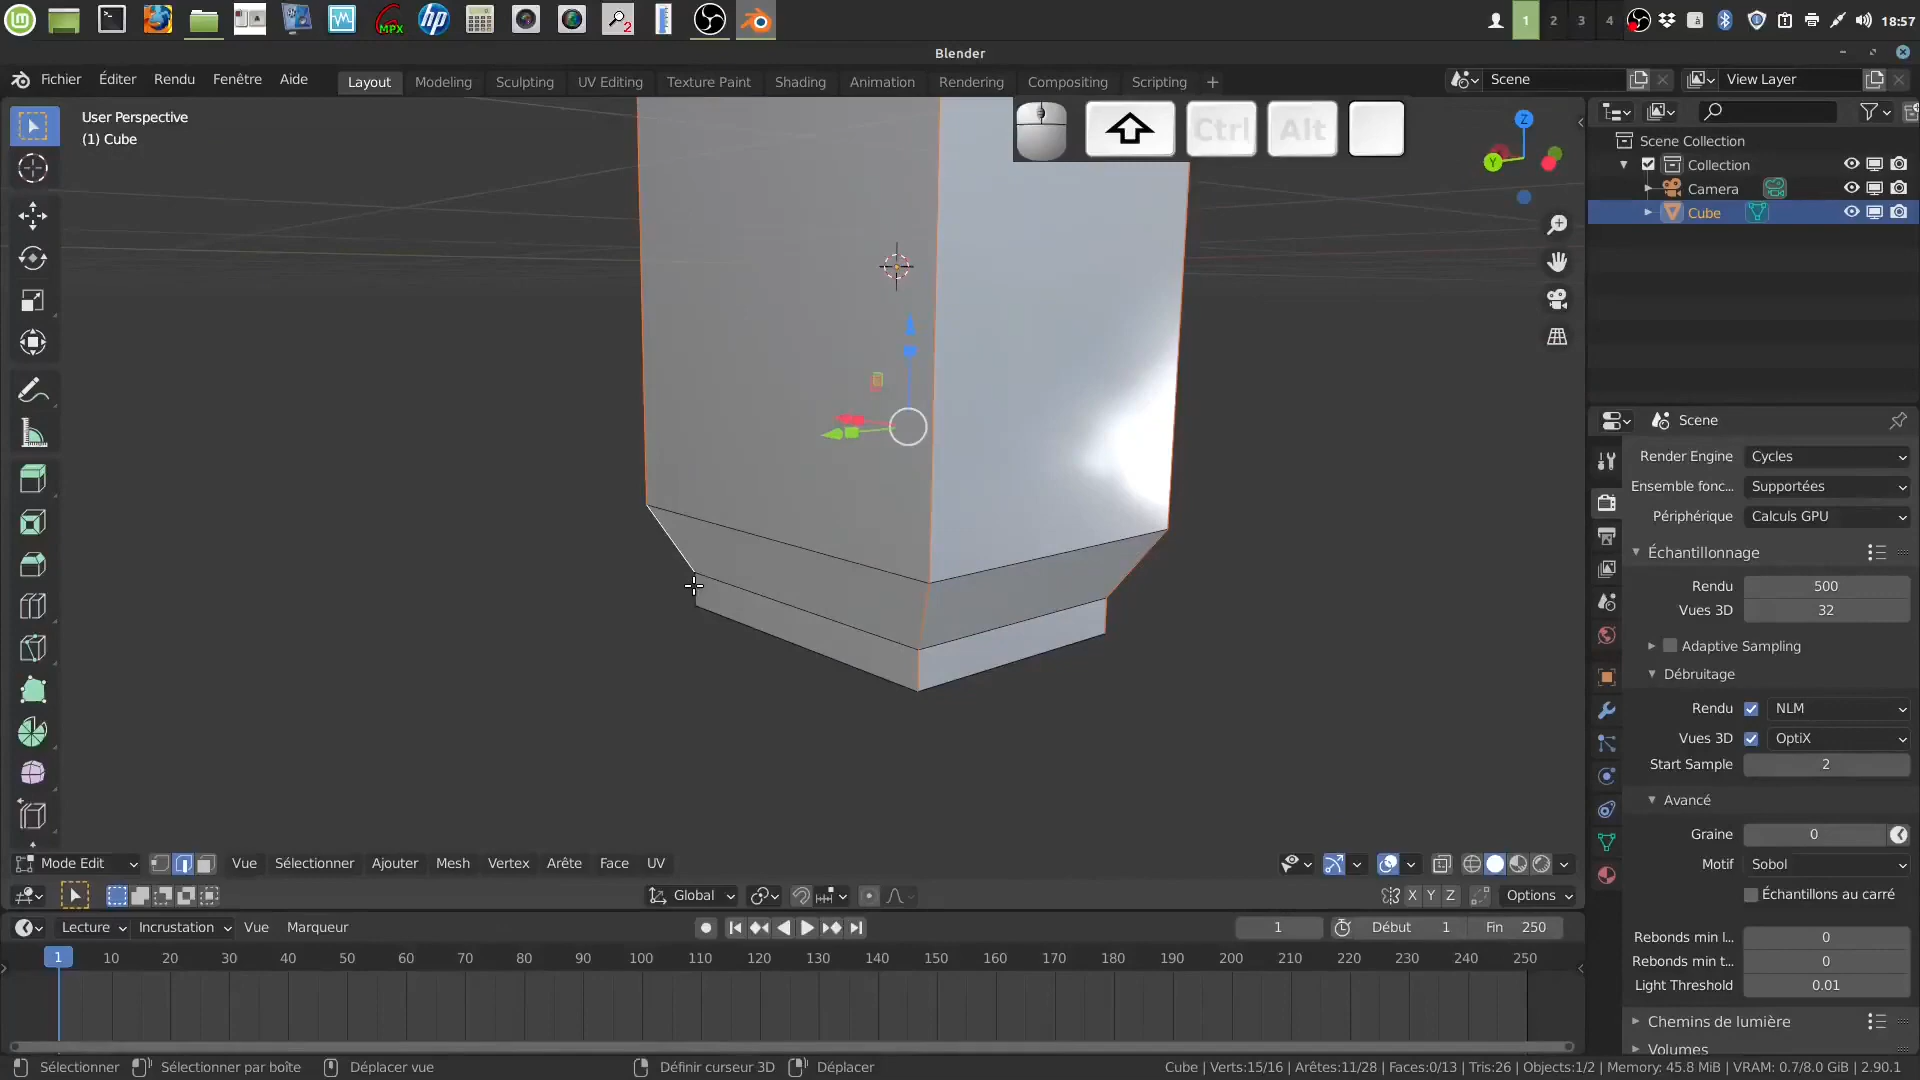 MPX
hp
2
1
2
3
4
à
18:57
Blender
Fichier
Éditer
Rendu
Fenêtre
Aide
Layout
Modeling
Sculpting
UV Editing
Texture Paint
Shading
Animation
Rendering
Compositing
Scripting
+
Scene
View Layer
User Perspective
(1) Cube
Ctrl
Alt
Z
Y
Scene Collection
Collection
Camera
Cube
Scene
Render Engine
Cycles
Ensemble fonc...
Supportées
Périphérique
Calculs GPU
Échantillonnage
Rendu
500
Vues 3D
32
Adaptive Sampling
Débruitage
Rendu
NLM
Vues 3D
OptiX
Start Sample
2
Avancé
Graine
0
Motif
Sobol
Échantillons au carré
Rebonds min l...
0
Rebonds min t...
0
Light Threshold
0.01
Chemins de lumière
Volumes
Mode Edit
Vue
Sélectionner
Ajouter
Mesh
Vertex
Arête
Face
UV
Global
X
Y
Z
Options
Lecture
Incrustation
Vue
Marqueur
1
Début
1
Fin
250
1
10
20
30
40
50
60
70
80
90
100
110
120
130
140
150
160
170
180
190
200
210
220
230
240
250
Sélectionner
Sélectionner par boîte
Déplacer vue
Définir curseur 3D
Déplacer
Cube | Verts:15/16 | Arêtes:11/28 | Faces:0/13 | Tris:26 | Objects:1/2 | Memory: 45.8 MiB | VRAM: 0.7/8.0 GiB | 2.90.1